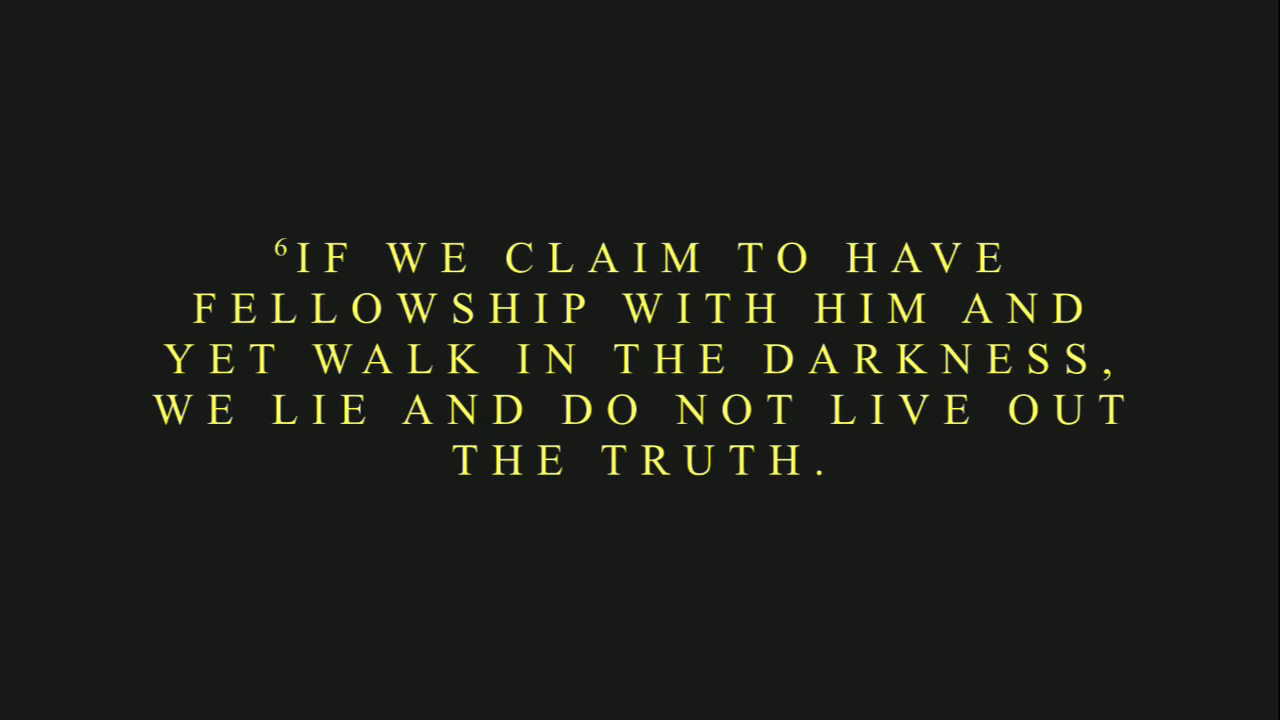 ⁶IF WE CLAIM TO HAVE
FELLOWSHIP WITH HIM AND
YET WALK IN THE DARKNESS,
WE LIE AND DO NOT LIVE OUT
THE TRUTH.